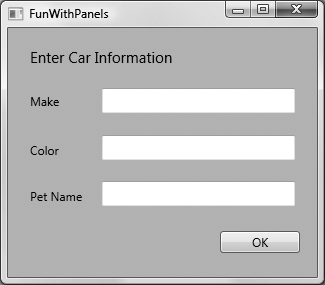 FunWithPanels
Enter Car Information
Make
Color
Pet Name
OK